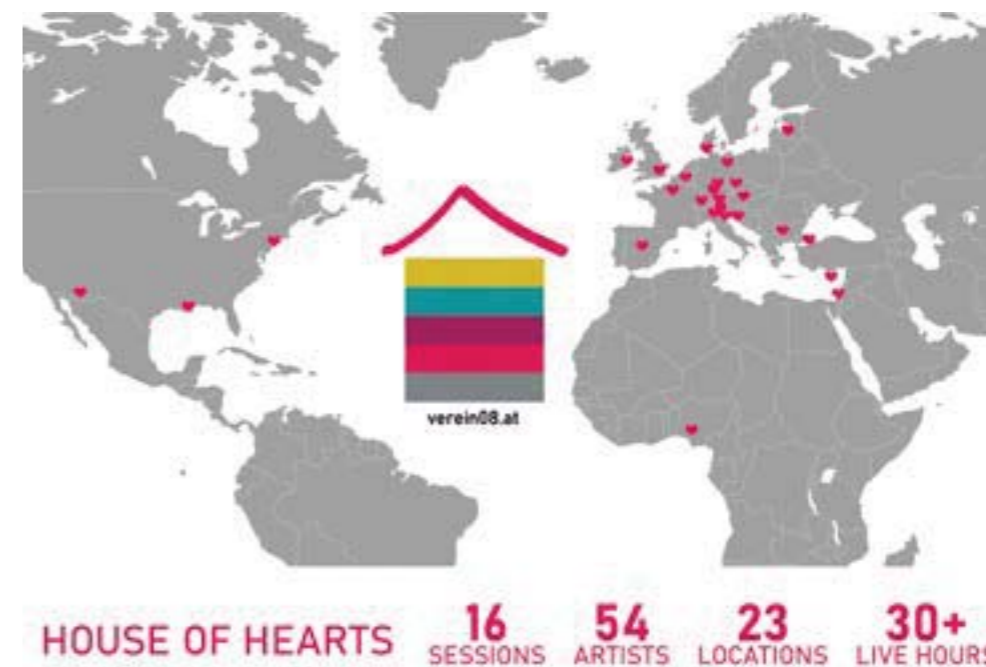 verein08.at
HOUSE OF HEARTS
16
SESSIONS
54
ARTISTS
23
LOCATIONS
30+
LIVE HOURS